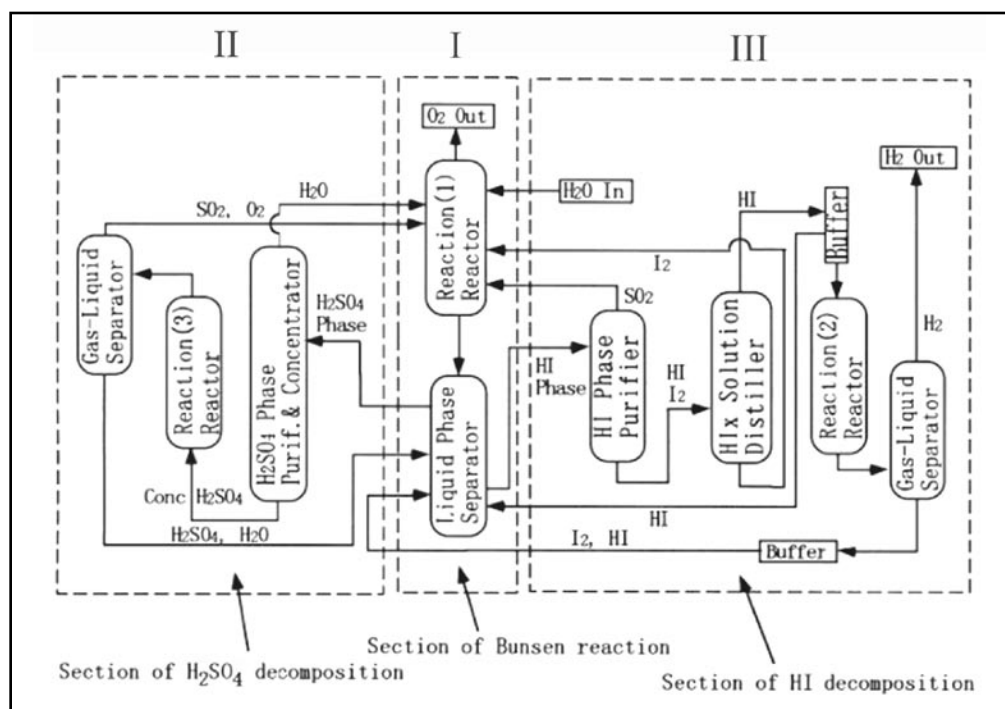 II
I
III
O2 Out
H2O
H2O In
SO2, O2
Reaction(1)
Reactor
I2
HI
Buffer
H2 Out
Gas-Liquid
Separator
Reaction(3)
Reactor
H2SO4 Phase
Purif.& Concentrator
H2SO4
Phase
SO2
HI Phase
Purifier
HI
Phase
HI
I2
HIx Solution
Distiller
Reaction(2)
Reactor
H2
Gas-Liquid
Separator
Liquid Phase
Separator
Conc H2SO4
H2SO4, H2O
HI
I2, HI
Buffer
Section of H2SO4 decomposition
Section of Bunsen reaction
Section of HI decomposition